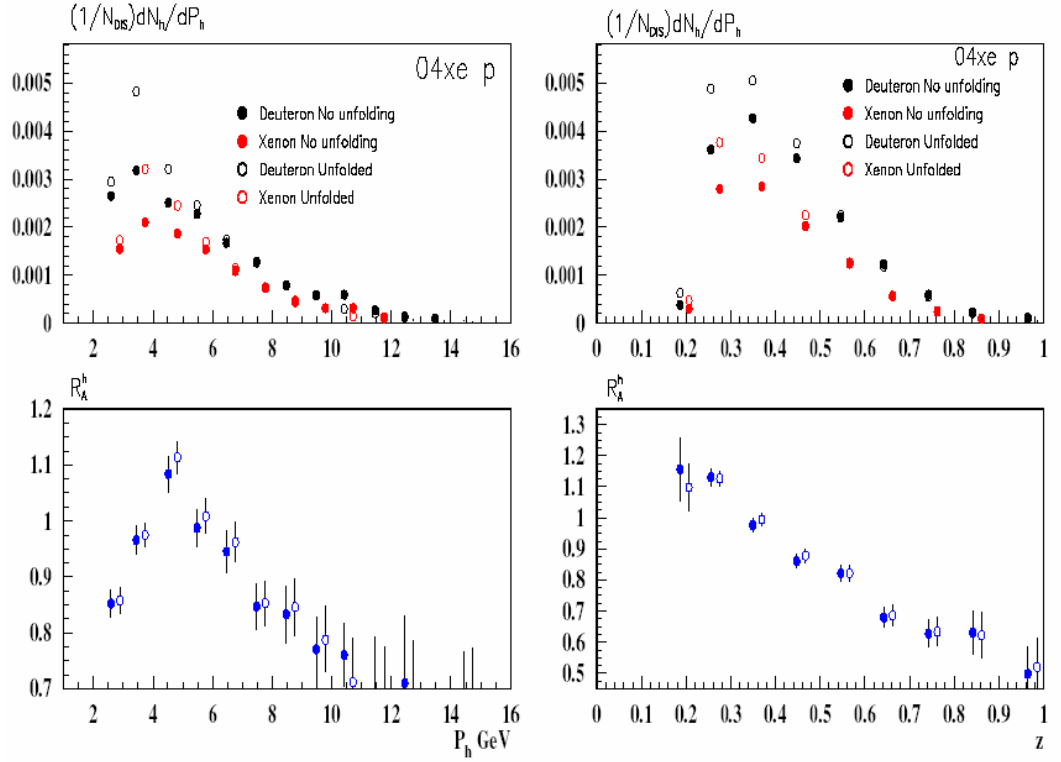 (1/N_DIS)dN_h/dP_h
04xe p
0.005
0.004
0.003
0.002
0.001
0
Deuteron No unfolding
Xenon No unfolding
Deuteron Unfolded
Xenon Unfolded
2 4 6 8 10 12 14 16
(1/N_DIS)dN_h/dP_h
04xe p
0.005
0.004
0.003
0.002
0.001
0
Deuteron No unfolding
Xenon No unfolding
Deuteron Unfolded
Xenon Unfolded
0 0.1 0.2 0.3 0.4 0.5 0.6 0.7 0.8 0.9 1
R_A^h
1.2
1.1
1
0.9
0.8
0.7
2 4 6 8 10 12 14 16
P_h GeV
R_A^h
1.3
1.2
1.1
1
0.9
0.8
0.7
0.6
0.5
0 0.1 0.2 0.3 0.4 0.5 0.6 0.7 0.8 0.9 1
z